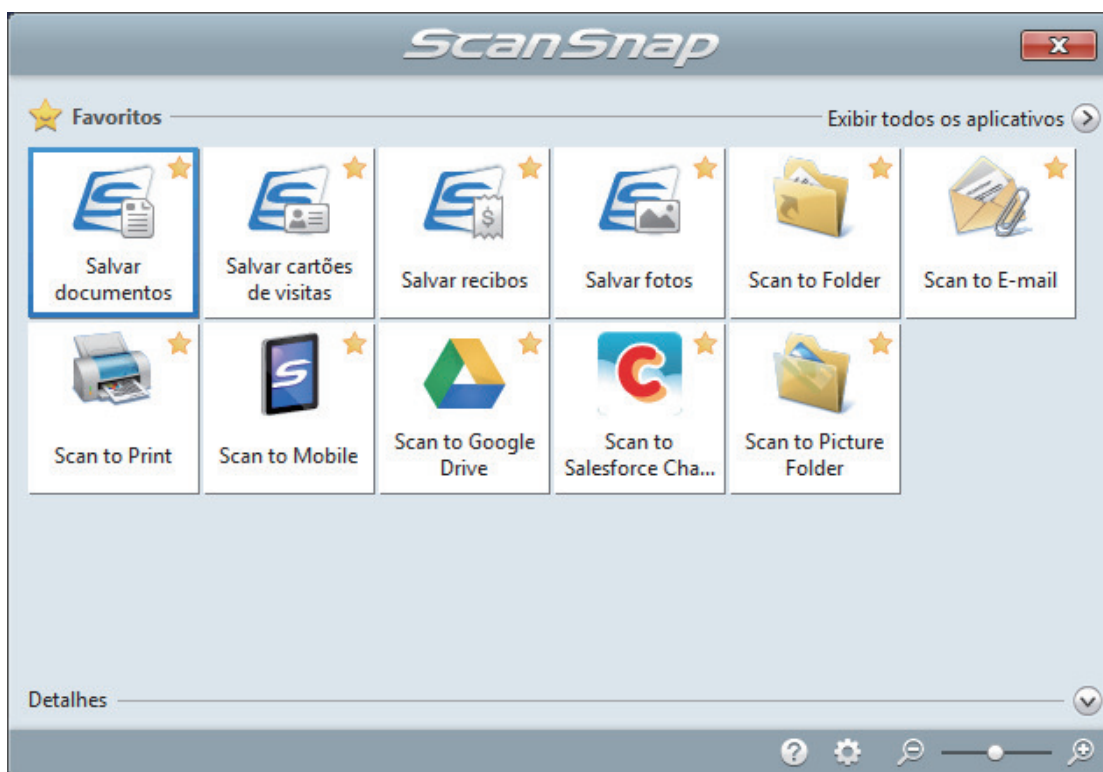 ScanSnap
Favoritos
Exibir todos os aplicativos
Salvar
documentos
Salvar cartões
de visitas
Salvar recibos
Salvar fotos
Scan to Folder
Scan to E-mail
Scan to Print
Scan to Mobile
Scan to Google
Drive
Scan to
Salesforce Cha...
Scan to Picture
Folder
Detalhes